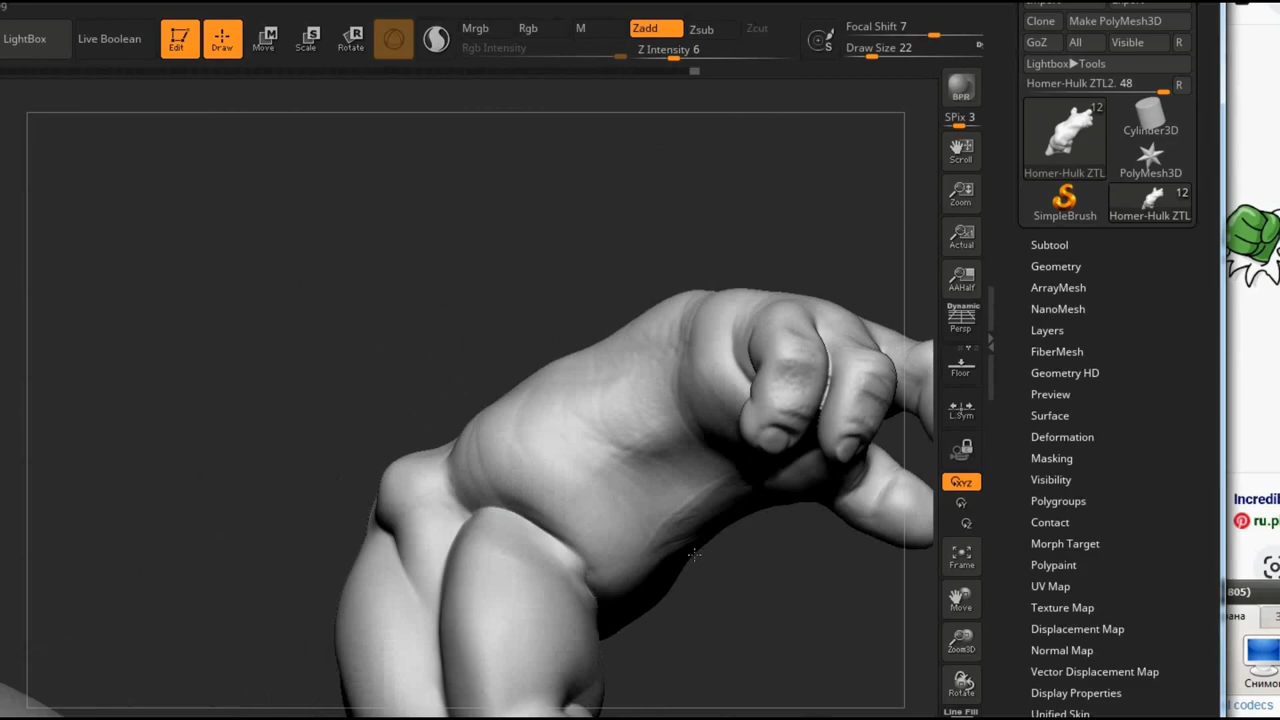 9
LightBox
Live Boolean
Edit
Draw
Move
Scale
Rotate
Mrgb
Rgb
M
Rgb Intensity
Zadd
Zsub
Zcut
Z Intensity 6
S
Focal Shift 7
Draw Size 22
D
BPR
SPix 3
Scroll
Zoom
Actual
AAHalf
Dynamic
Persp
Floor
L.Sym
XYZ
Frame
Move
Zoom3D
Rotate
Line Fill
Clone
Make PolyMesh3D
GoZ
All
Visible
R
Lightbox▶Tools
Homer-Hulk ZTL2. 48
R
12
Homer-Hulk ZTL
Cylinder3D
PolyMesh3D
SimpleBrush
12
Homer-Hulk ZTL
Subtool
Geometry
ArrayMesh
NanoMesh
Layers
FiberMesh
Geometry HD
Preview
Surface
Deformation
Masking
Visibility
Polygroups
Contact
Morph Target
Polypaint
UV Map
Texture Map
Displacement Map
Normal Map
Vector Displacement Map
Display Properties
Unified Skin
Incredi
ru.p
805)
ана
З
Снимо
l codecs